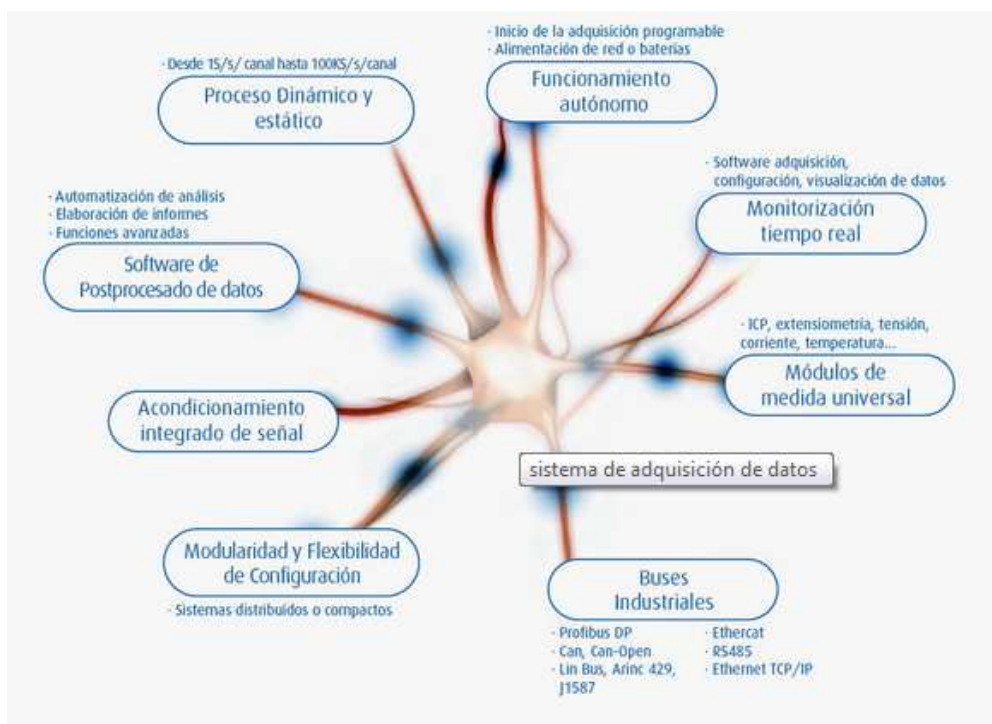 · Inicio de la adquisición programable
· Alimentación de red o baterías
Funcionamiento
autónomo
· Desde 1S/s/ canal hasta 100KS/s/canal
Proceso Dinámico y
estático
· Software adquisición,
configuración, visualización de datos
Monitorización
tiempo real
· Automatización de análisis
· Elaboración de informes
· Funciones avanzadas
Software de
Postprocesado de datos
· ICP, extensiometría, tensión,
corriente, temperatura...
Módulos de
medida universal
Acondicionamiento
integrado de señal
sistema de adquisición de datos
Modularidad y Flexibilidad
de Configuración
· Sistemas distribuidos o compactos
Buses
Industriales
· Profibus DP
· Can, Can-Open
· Lin Bus, Arinc 429,
J1587
· Ethercat
· RS485
· Ethernet TCP/IP